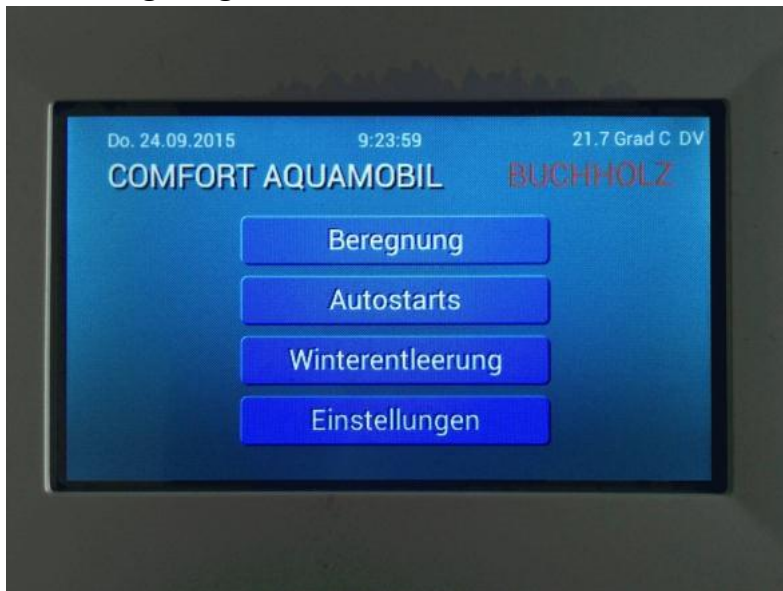 Do. 24.09.2015 9:23:59 21.7 Grad C DV
COMFORT AQUAMOBIL BUCHHOLZ
Beregnung
Autostarts
Winterentleerung
Einstellungen